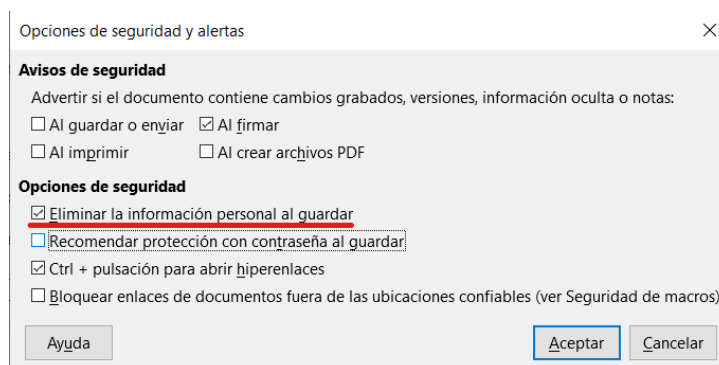 Opciones de seguridad y alertas
Avisos de seguridad
Advertir si el documento contiene cambios grabados, versiones, información oculta o notas:
Al guardar o enviar Al firmar
Al imprimir Al crear archivos PDF
Opciones de seguridad
Eliminar la información personal al guardar
Recomendar protección con contraseña al guardar
Ctrl + pulsación para abrir hiperenlaces
Bloquear enlaces de documentos fuera de las ubicaciones confiables (ver Seguridad de macros)
Ayuda Aceptar Cancelar